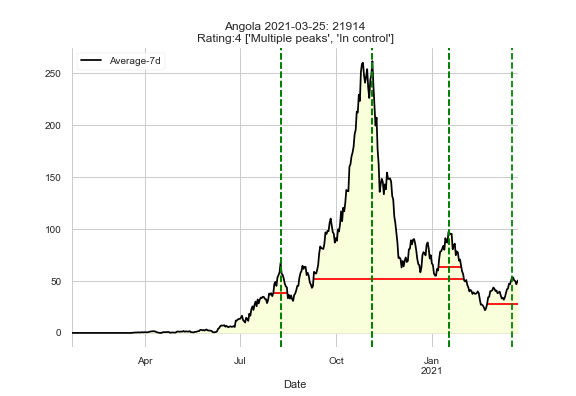 Angola 2021-03-25: 21914
Rating:4 ['Multiple peaks', 'In control']
Average-7d
250
200
150
100
50
0
Apr
Jul
Oct
Jan
2021
Date